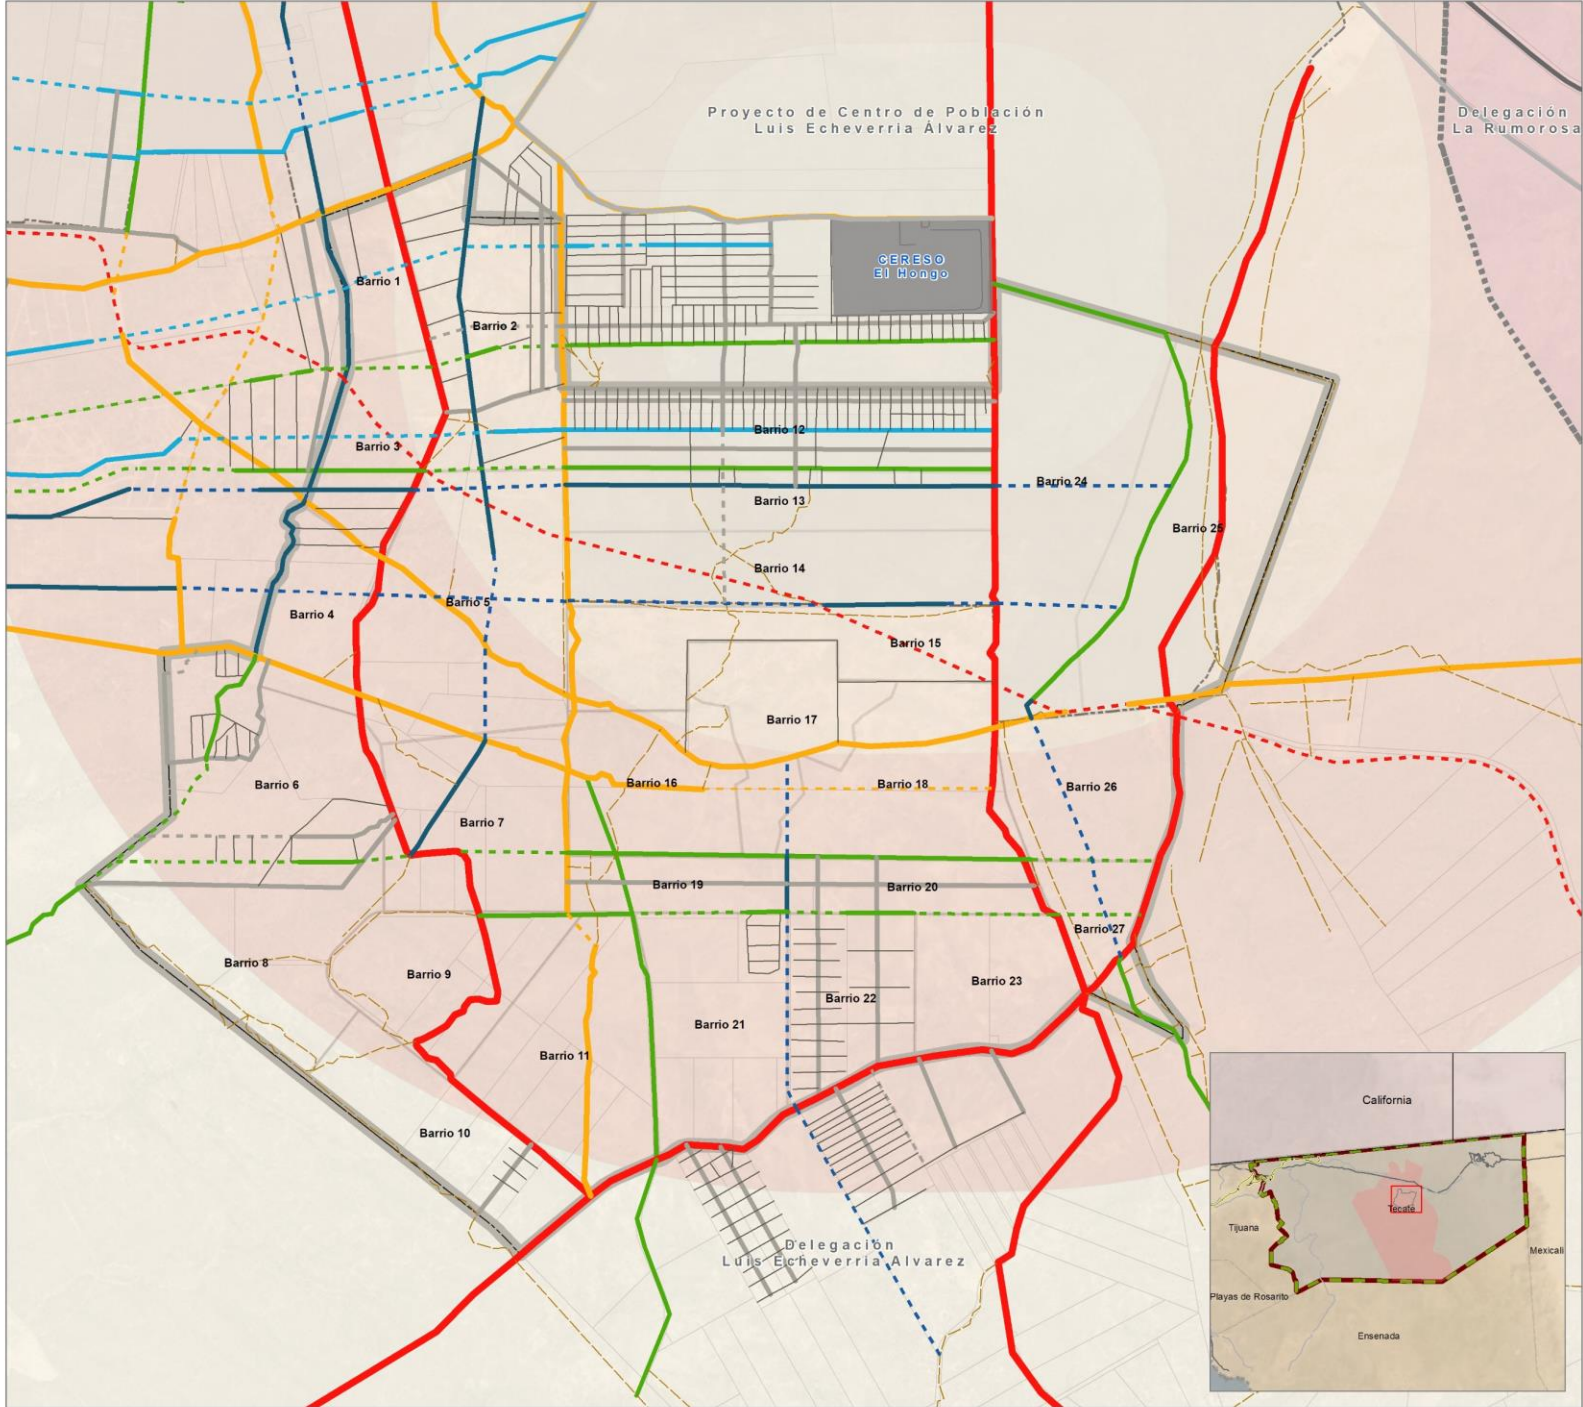 Proyecto de Centro de Población
Luis Echeverria Álvarez
Delegación
La Rumorosa
CERESO
El Hongo
Barrio 1
Barrio 2
Barrio 3
Barrio 12
Barrio 24
Barrio 13
Barrio 25
Barrio 14
Barrio 5
Barrio 4
Barrio 15
Barrio 17
Barrio 6
Barrio 16
Barrio 18
Barrio 26
Barrio 7
Barrio 19
Barrio 20
Barrio 27
Barrio 8
Barrio 9
Barrio 23
Barrio 22
Barrio 21
Barrio 11
Barrio 10
Delegación
Luis Echeverria Alvarez
California
Tecate
Tijuana
Mexicali
Playas de Rosarito
Ensenada